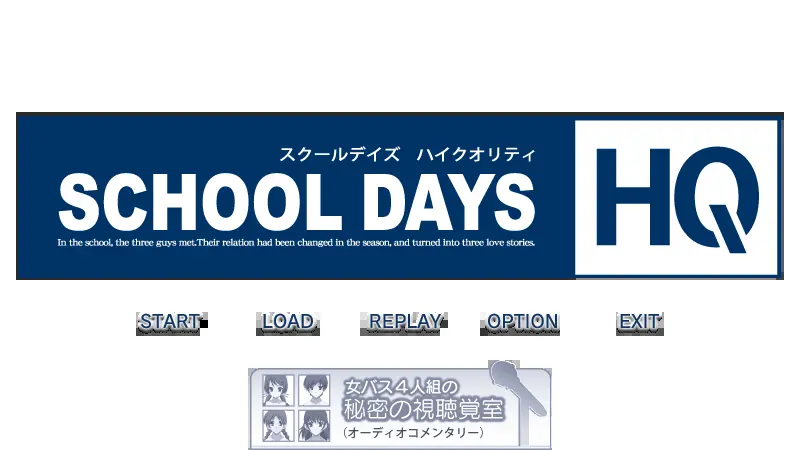 スクールデイズ ハイクオリティ
SCHOOL DAYS
HQ
In the school, the three guys met.Their relation had been changed in the season, and turned into three love stories.
START LOAD REPLAY OPTION EXIT
女バス4人組の
秘密の視聴覚室
(オーディオコメンタリー)